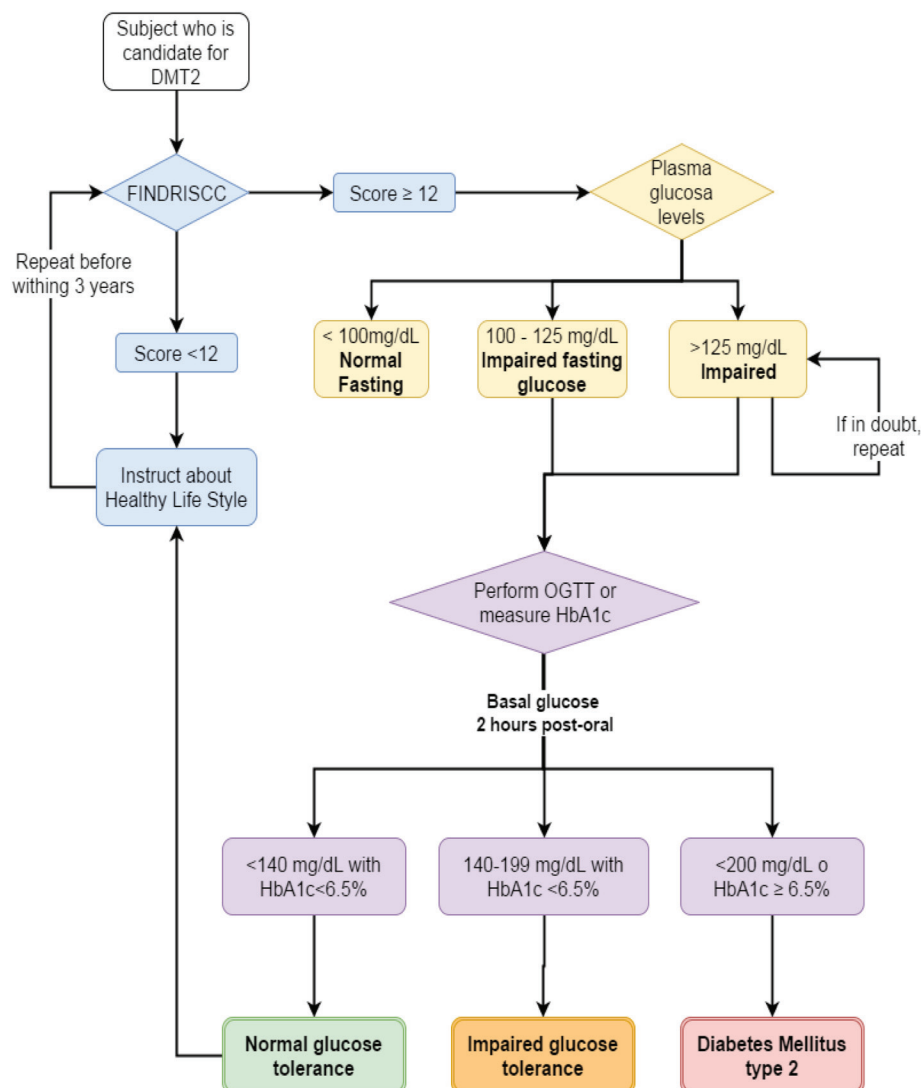 Subject who is
candidate for
DMT2
FINDRISCC
Score ≥ 12
Plasma
glucosa
levels
Repeat before
withing 3 years
Score <12
< 100mg/dL
Normal
Fasting
100 - 125 mg/dL
Impaired fasting
glucose
>125 mg/dL
Impaired
If in doubt,
repeat
Instruct about
Healthy Life Style
Perform OGTT or
measure HbA1c
Basal glucose
2 hours post-oral
<140 mg/dL with
HbA1c<6.5%
140-199 mg/dL with
HbA1c <6.5%
<200 mg/dL o
HbA1c ≥ 6.5%
Normal glucose
tolerance
Impaired glucose
tolerance
Diabetes Mellitus
type 2